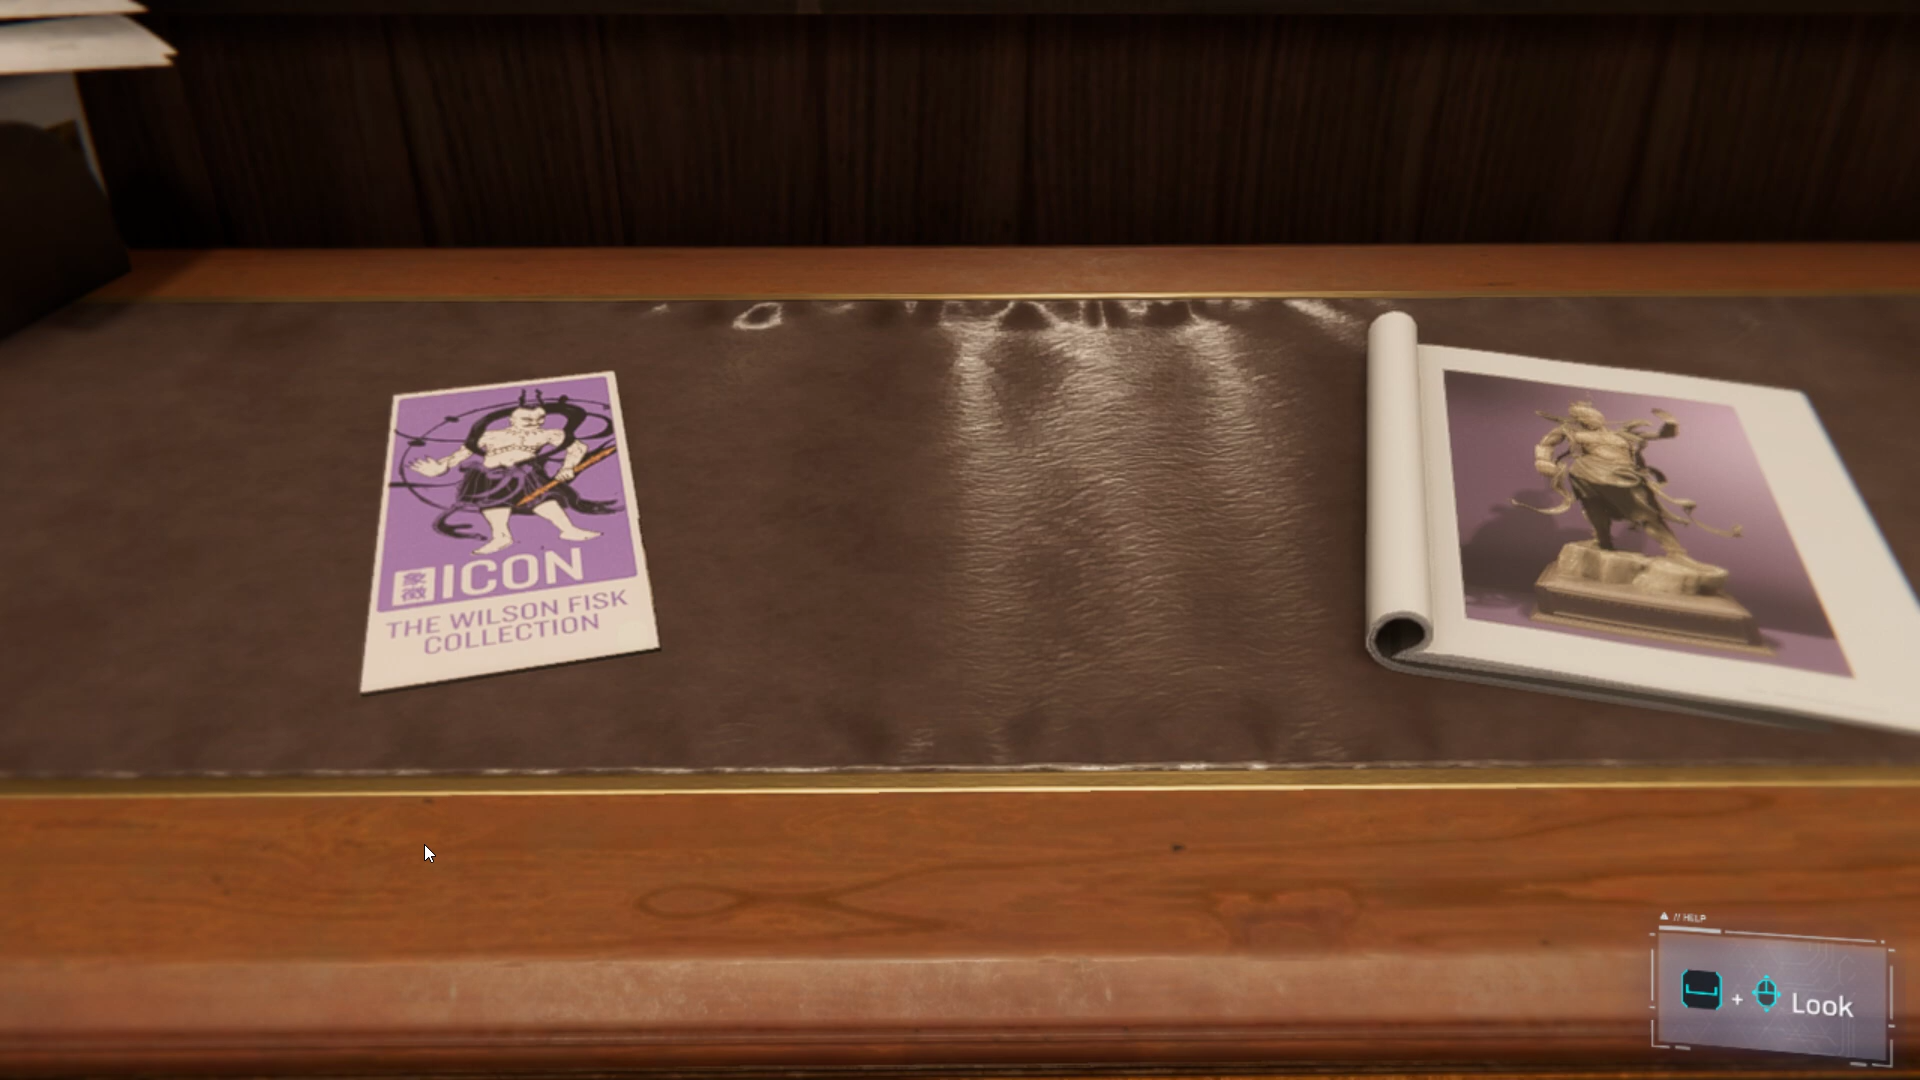 象徵
ICON
THE WILSON FISK
COLLECTION
// HELP
+ Look